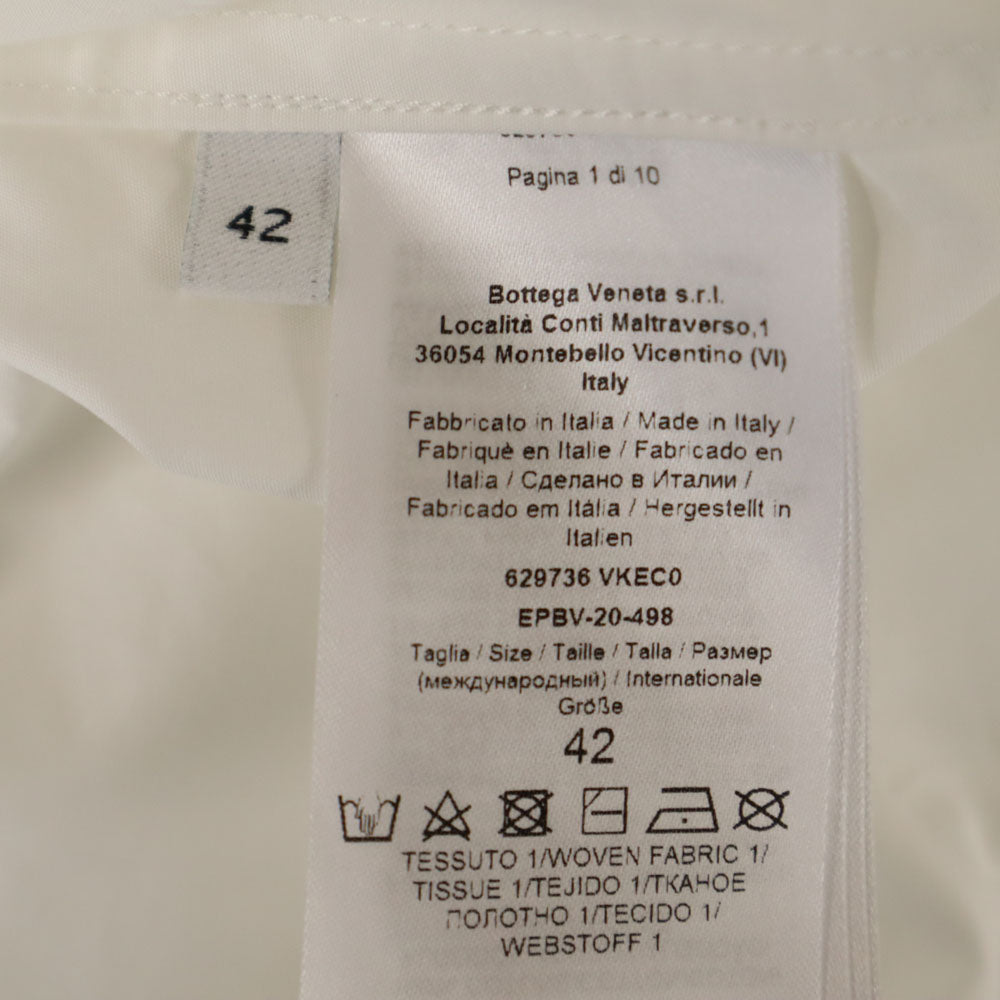 42
Pagina 1 di 10
Bottega Veneta s.r.l.
Località Conti Maltraverso,1
36054 Montebello Vicentino (VI)
Italy
Fabbricato in Italia / Made in Italy /
Fabriquè en Italie / Fabricado en
Italia / Сделано в Италии /
Fabricado em Itália / Hergestellt in
Italien
629736 VKEC0
EPBV-20-498
Taglia / Size / Taille / Talla / Размер
(международный) / Internationale
Größe
42
TESSUTO 1/WOVEN FABRIC 1/
TISSUE 1/TEJIDO 1/ТКАНОЕ
ПОЛОТНО 1/TECIDO 1/
WEBSTOFF 1